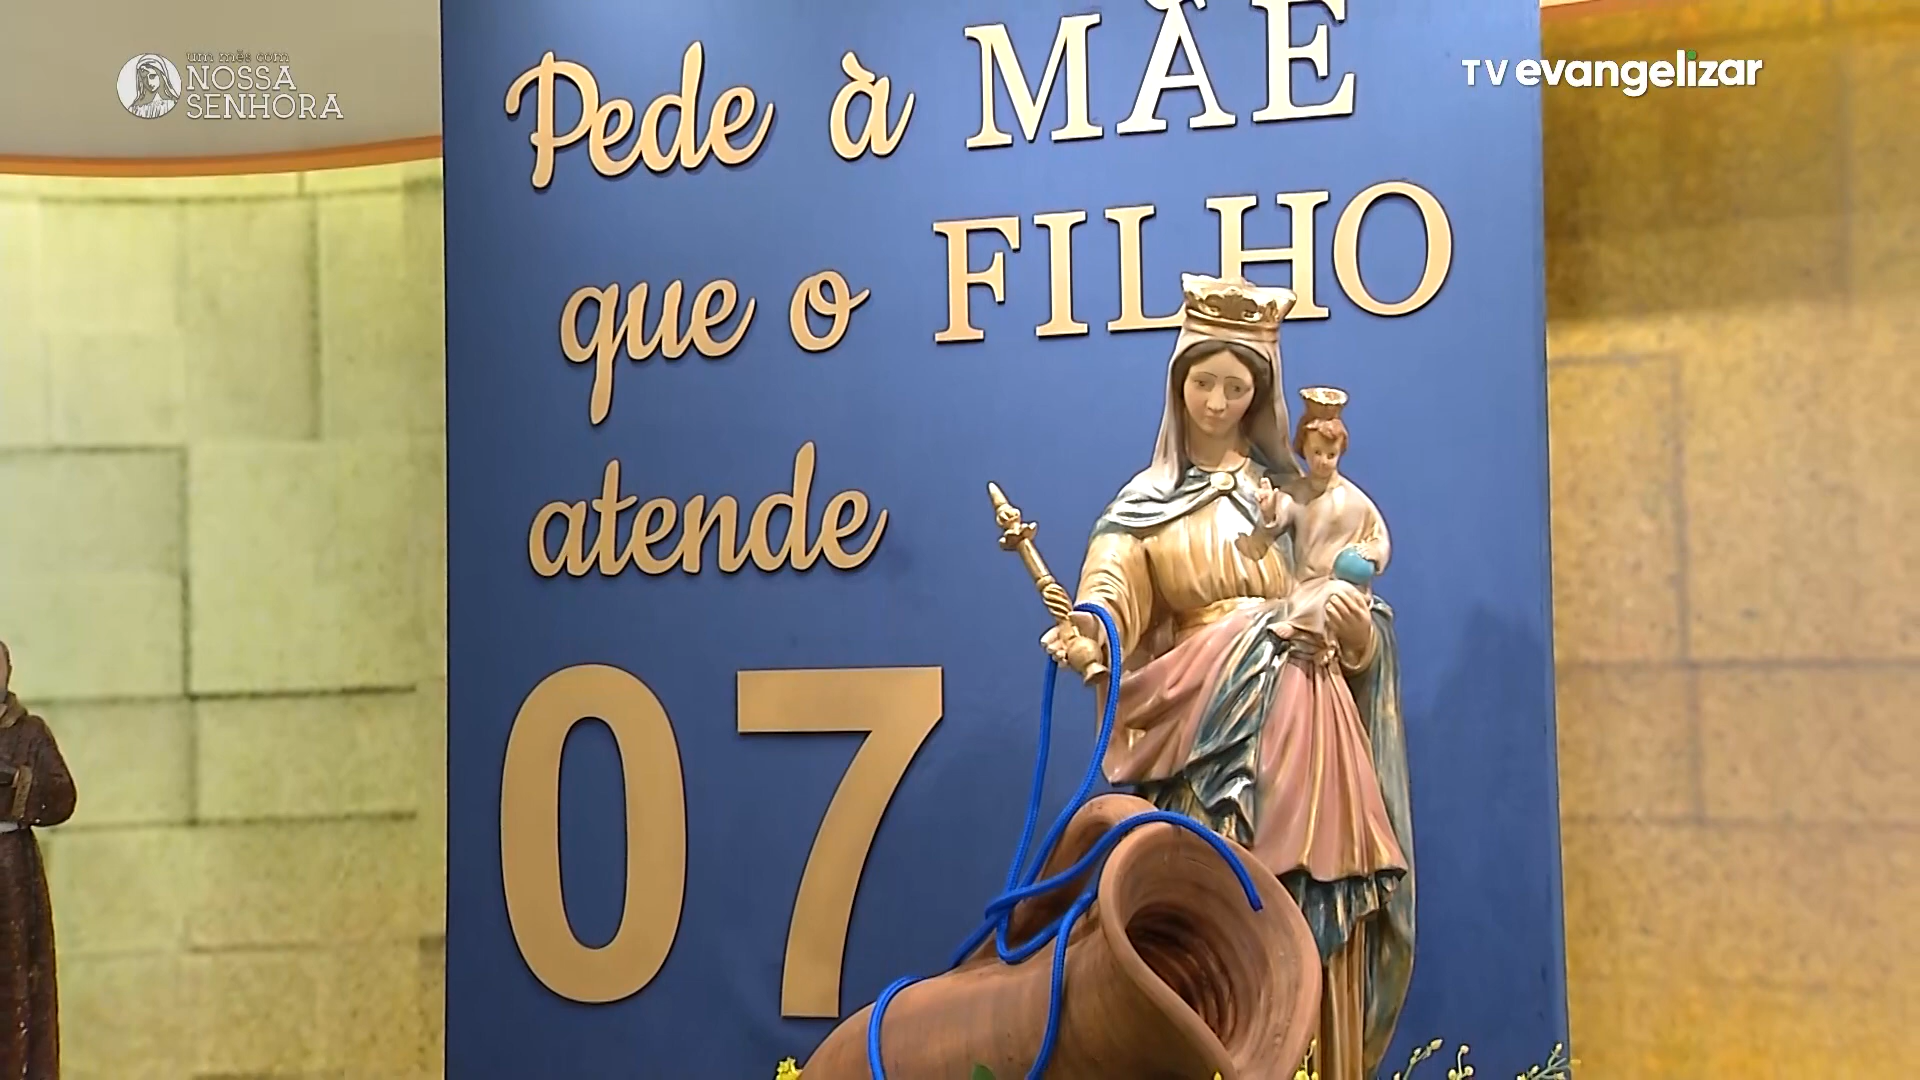 um mês com
NOSSA
SENHORA
TV evangelizar
Pede à MÃE
que o FILHO
atende
07